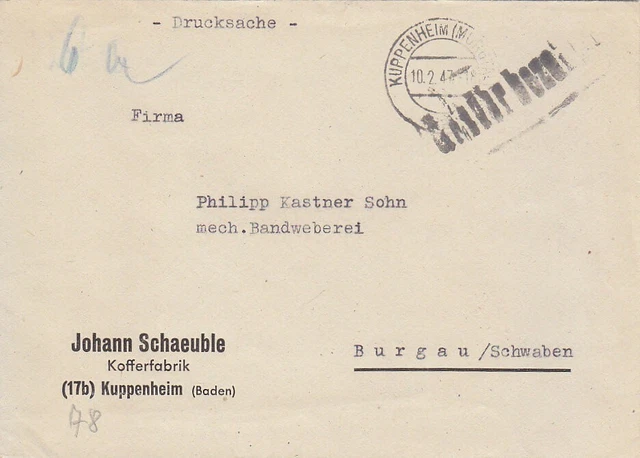 - Drucksache -
KUPPENHEIM
10.2.47
Gebühr bezahlt
Firma
Philipp Kastner Sohn
mech.Bandweberei
Burgau/Schwaben
Johann Schaeuble
Kofferfabrik
(17b) Kuppenheim (Baden)
78